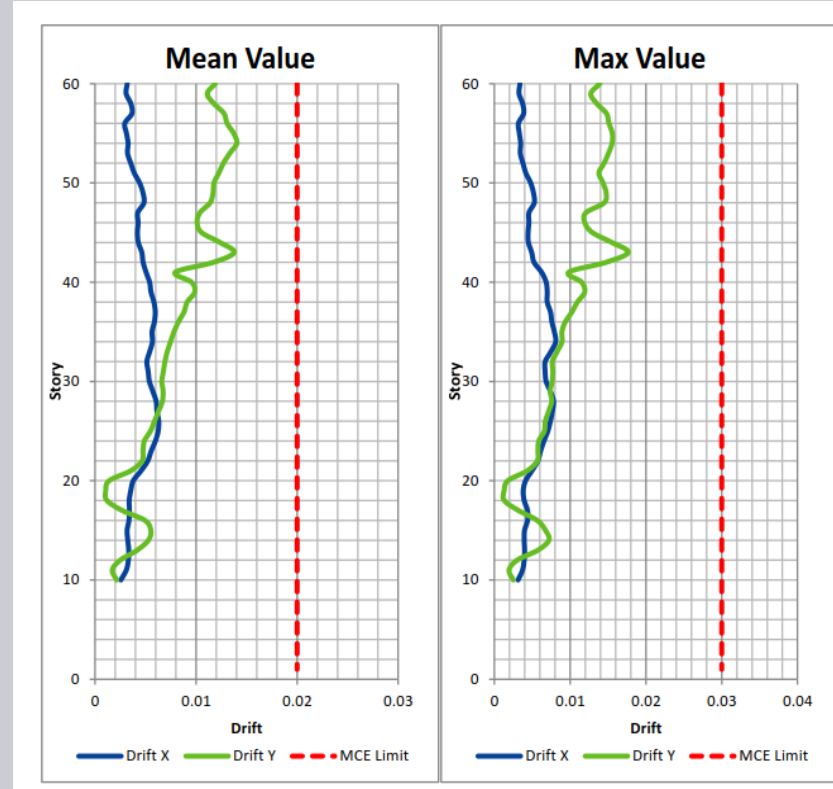 Mean Value
60
50
40
30
20
10
0
Story
0 0.01 0.02 0.03
Drift
Drift X Drift Y MCE Limit
Max Value
60
50
40
30
20
10
0
Story
0 0.01 0.02 0.03 0.04
Drift
Drift X Drift Y MCE Limit